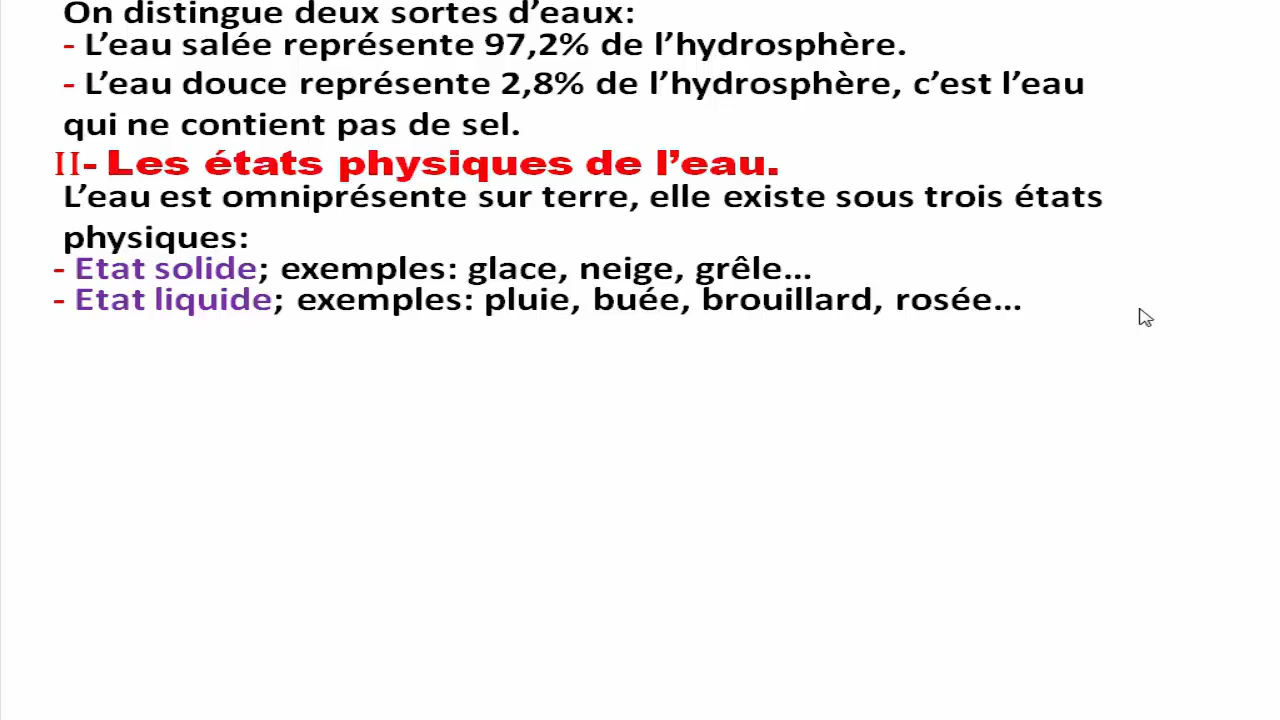 On distingue deux sortes d’eaux:
- L’eau salée représente 97,2% de l’hydrosphère.
- L’eau douce représente 2,8% de l’hydrosphère, c’est l’eau
qui ne contient pas de sel.
II- Les états physiques de l’eau.
L’eau est omniprésente sur terre, elle existe sous trois états
physiques:
- Etat solide; exemples: glace, neige, grêle...
- Etat liquide; exemples: pluie, buée, brouillard, rosée...